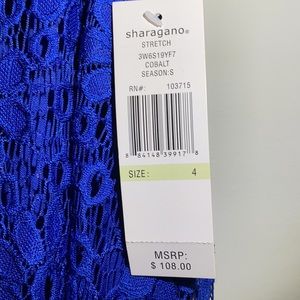 sharagano®
STRETCH
3W6S19YF7
COBALT
SEASON:S
RN#: 103715
8 84148 39917 8
SIZE: 4
MSRP:
$ 108.00